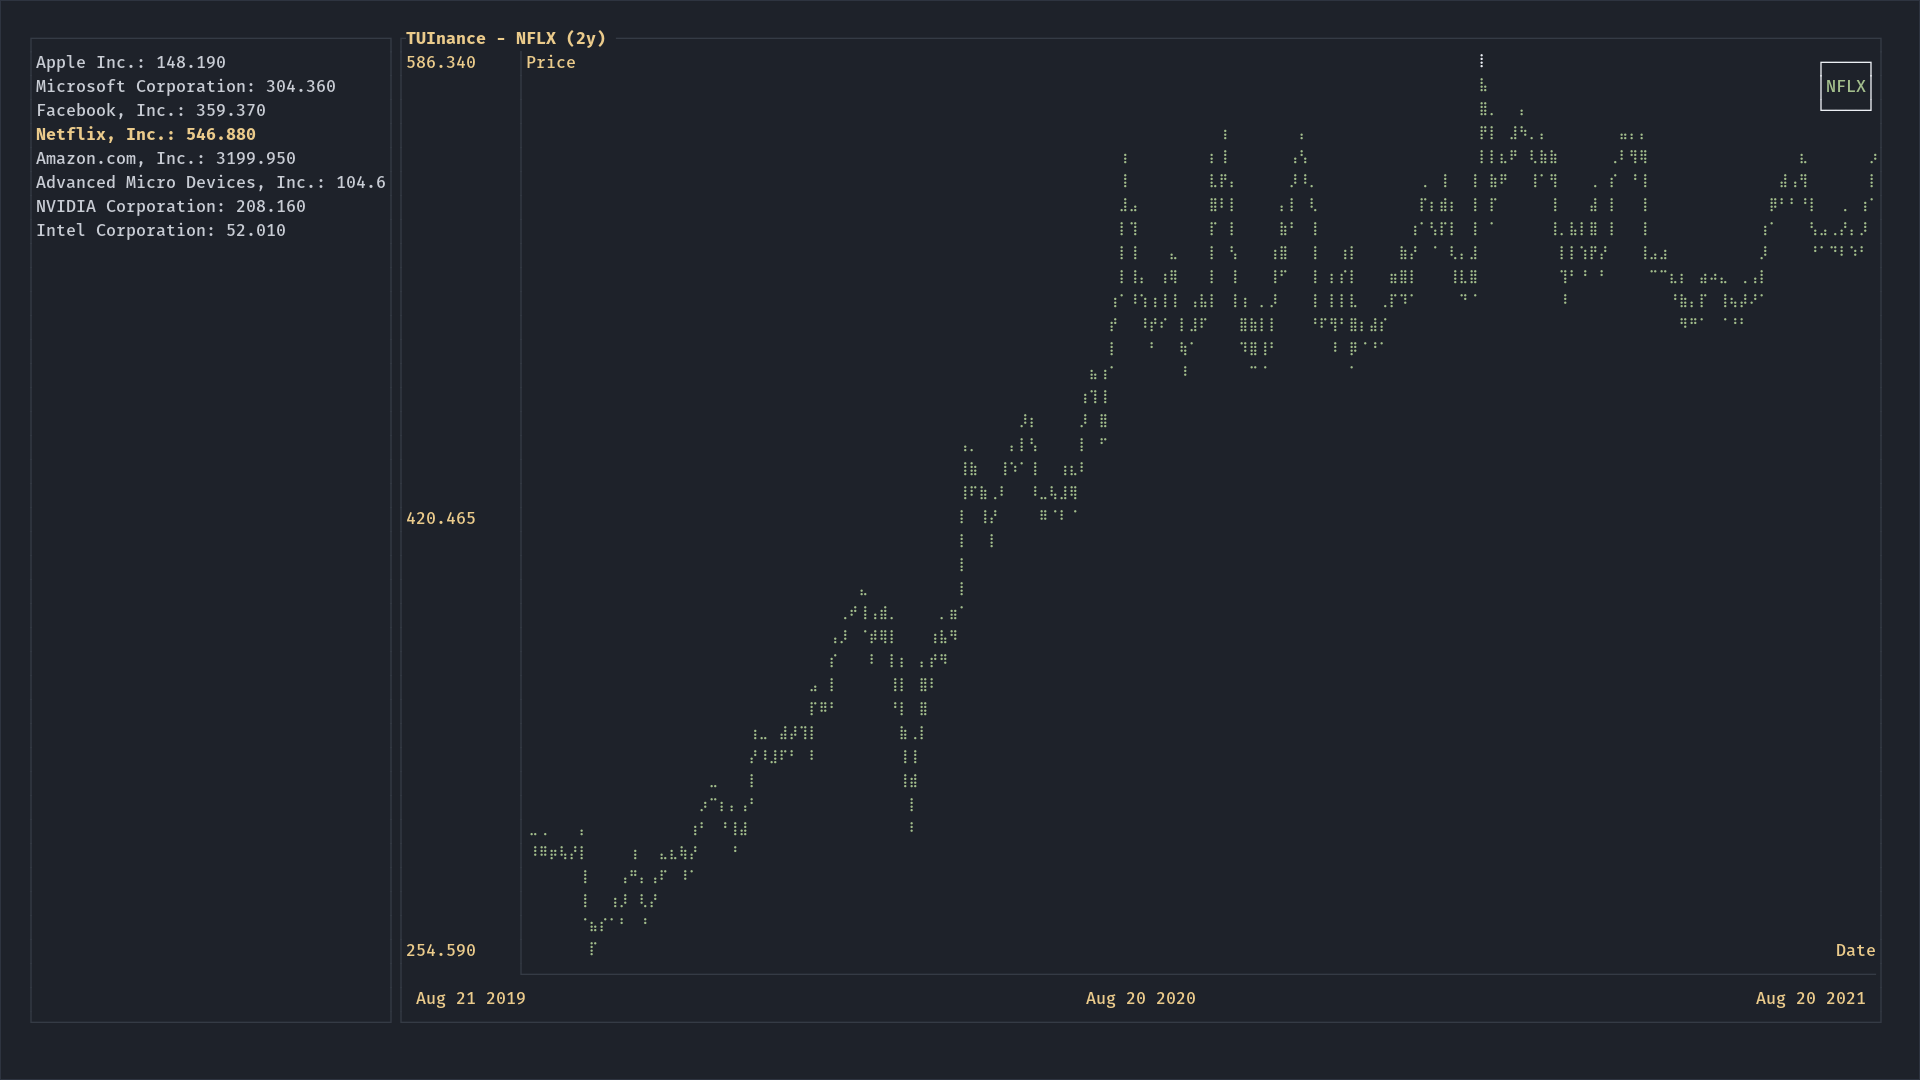 Apple Inc.: 148.190
Microsoft Corporation: 304.360
Facebook, Inc.: 359.370
Netflix, Inc.: 546.880
Amazon.com, Inc.: 3199.950
Advanced Micro Devices, Inc.: 104.6
NVIDIA Corporation: 208.160
Intel Corporation: 52.010
TUInance - NFLX (2y)
586.340
Price
NFLX
420.465
254.590
Date
Aug 21 2019
Aug 20 2020
Aug 20 2021